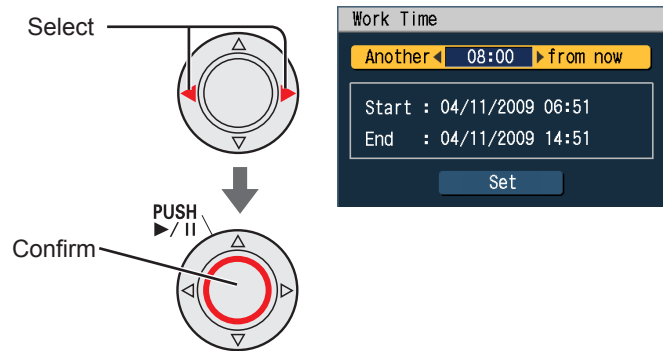 Select
PUSH
▶/II
Confirm
Work Time
Another◀ 08:00 ▶from now
Start : 04/11/2009 06:51
End : 04/11/2009 14:51
Set